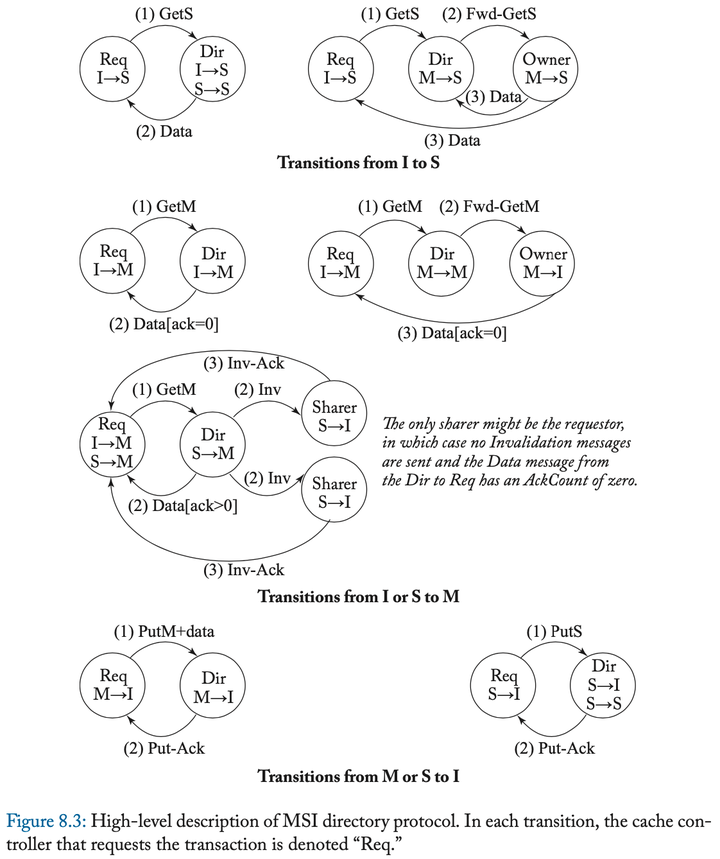 (1) GetS
Req
I→S
Dir
I→S
S→S
(2) Data
(1) GetS
(2) Fwd-GetS
Req
I→S
Dir
M→S
Owner
M→S
(3) Data
(3) Data
Transitions from I to S
(1) GetM
Req
I→M
Dir
I→M
(2) Data[ack=0]
(1) GetM
(2) Fwd-GetM
Req
I→M
Dir
M→M
Owner
M→I
(3) Data[ack=0]
(3) Inv-Ack
(1) GetM
(2) Inv
Req
I→M
S→M
Dir
S→M
Sharer
S→I
(2) Inv
Sharer
S→I
(2) Data[ack>0]
(3) Inv-Ack
The only sharer might be the requestor,
in which case no Invalidation messages
are sent and the Data message from
the Dir to Req has an AckCount of zero.
Transitions from I or S to M
(1) PutM+data
Req
M→I
Dir
M→I
(2) Put-Ack
(1) PutS
Req
S→I
Dir
S→I
S→S
(2) Put-Ack
Transitions from M or S to I
Figure 8.3: High-level description of MSI directory protocol. In each transition, the cache con-
troller that requests the transaction is denoted “Req.”